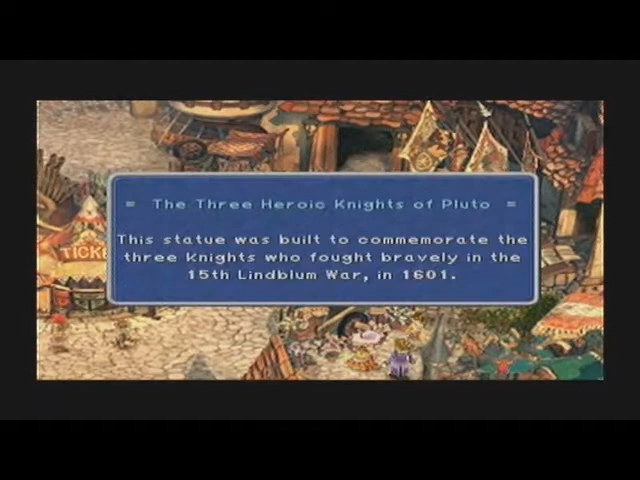 = The Three Heroic Knights of Pluto =
This statue was built to commemorate the
three Knights who fought bravely in the
15th Lindblum War, in 1601.
TICKE